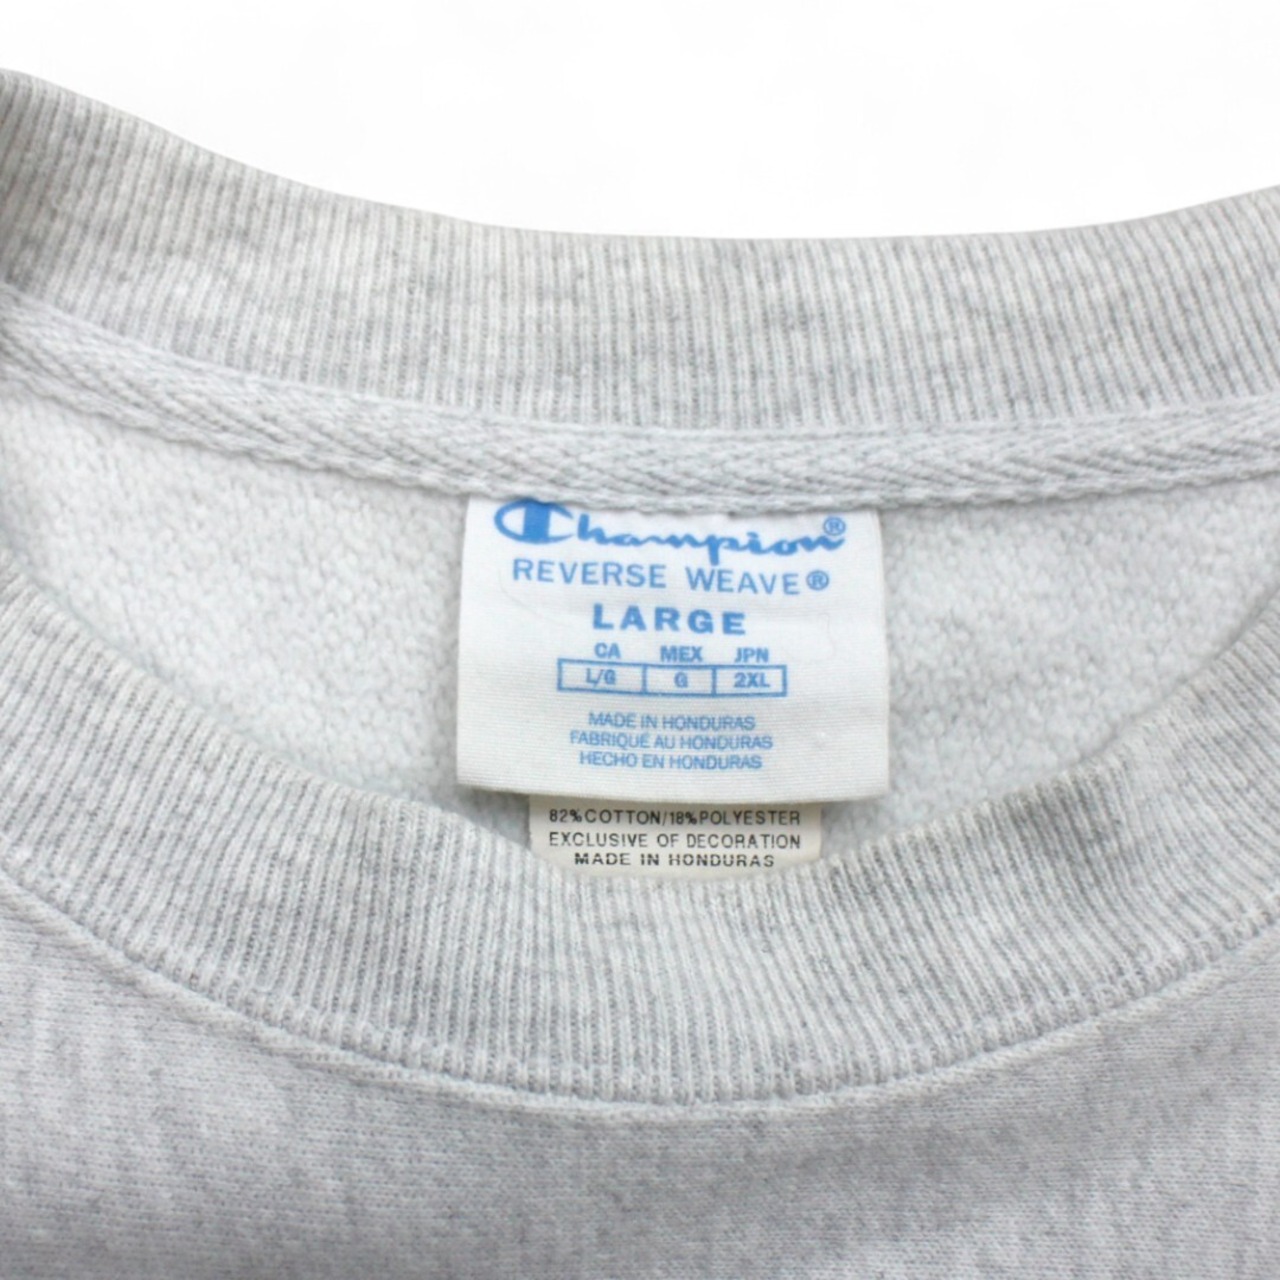 Champion®
REVERSE WEAVE®
LARGE
CA MEX JPN
L/G G 2XL
MADE IN HONDURAS
FABRIQUÉ AU HONDURAS
HECHO EN HONDURAS
82%COTTON/18%POLYESTER
EXCLUSIVE OF DECORATION
MADE IN HONDURAS